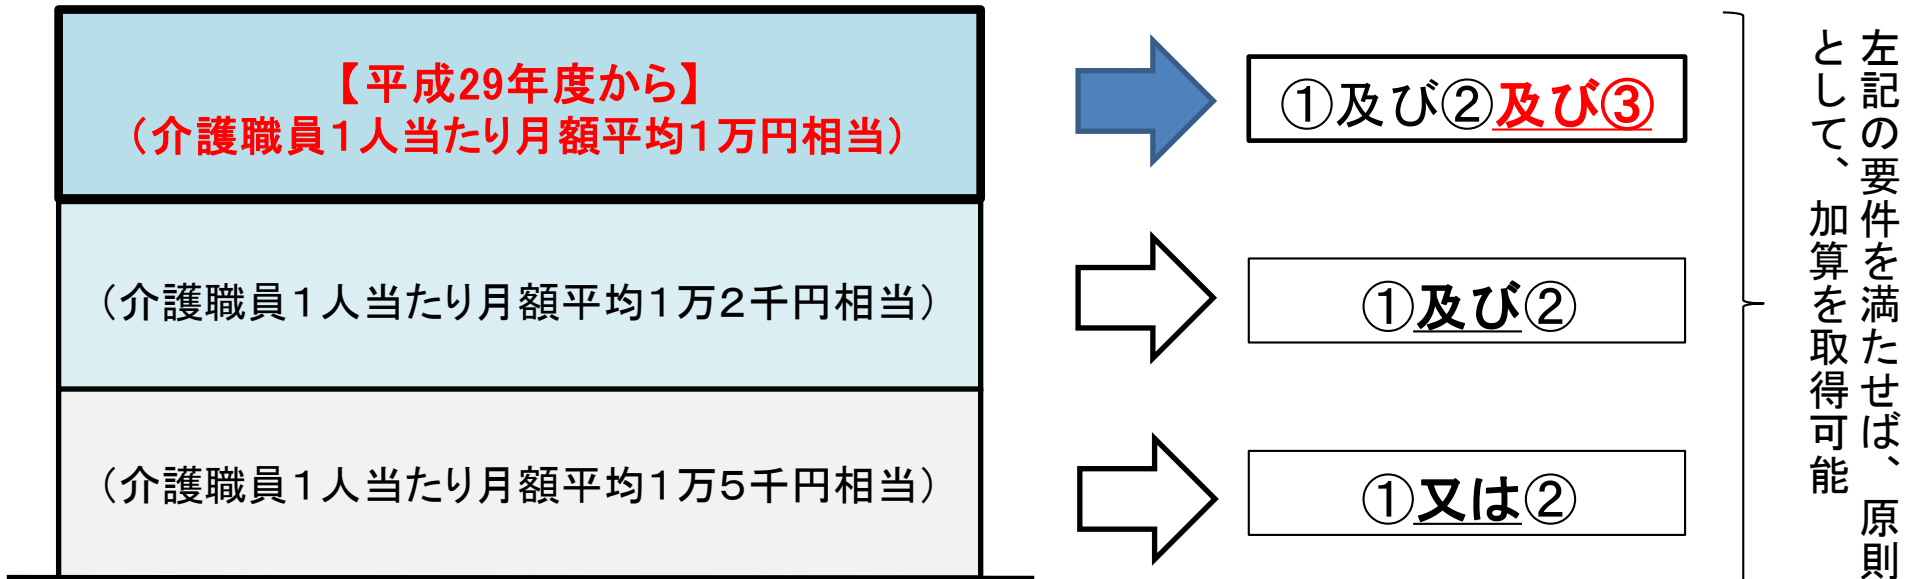 【平成29年度から】
（介護職員１人当たり月額平均１万円相当）
①及び②及び③
（介護職員１人当たり月額平均１万２千円相当）
①及び②
（介護職員１人当たり月額平均１万５千円相当）
①又は②
左記の要件を満たせば、原則
として、加算を取得可能